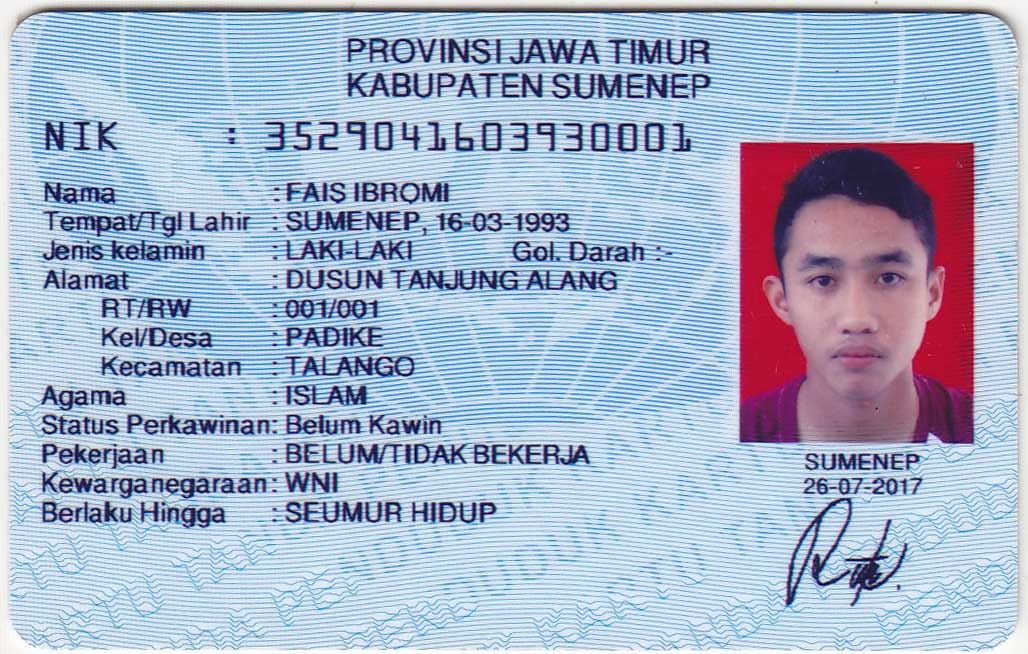 PROVINSI JAWA TIMUR
KABUPATEN SUMENEP
NIK : 3529041603930001
Nama : FAIS IBROMI
Tempat/Tgl Lahir : SUMENEP, 16-03-1993
Jenis kelamin : LAKI-LAKI Gol. Darah :-
Alamat : DUSUN TANJUNG ALANG
RT/RW : 001/001
Kel/Desa : PADIKE
Kecamatan : TALANGO
Agama : ISLAM
Status Perkawinan: Belum Kawin
Pekerjaan : BELUM/TIDAK BEKERJA
Kewarganegaraan: WNI
Berlaku Hingga : SEUMUR HIDUP
SUMENEP
26-07-2017